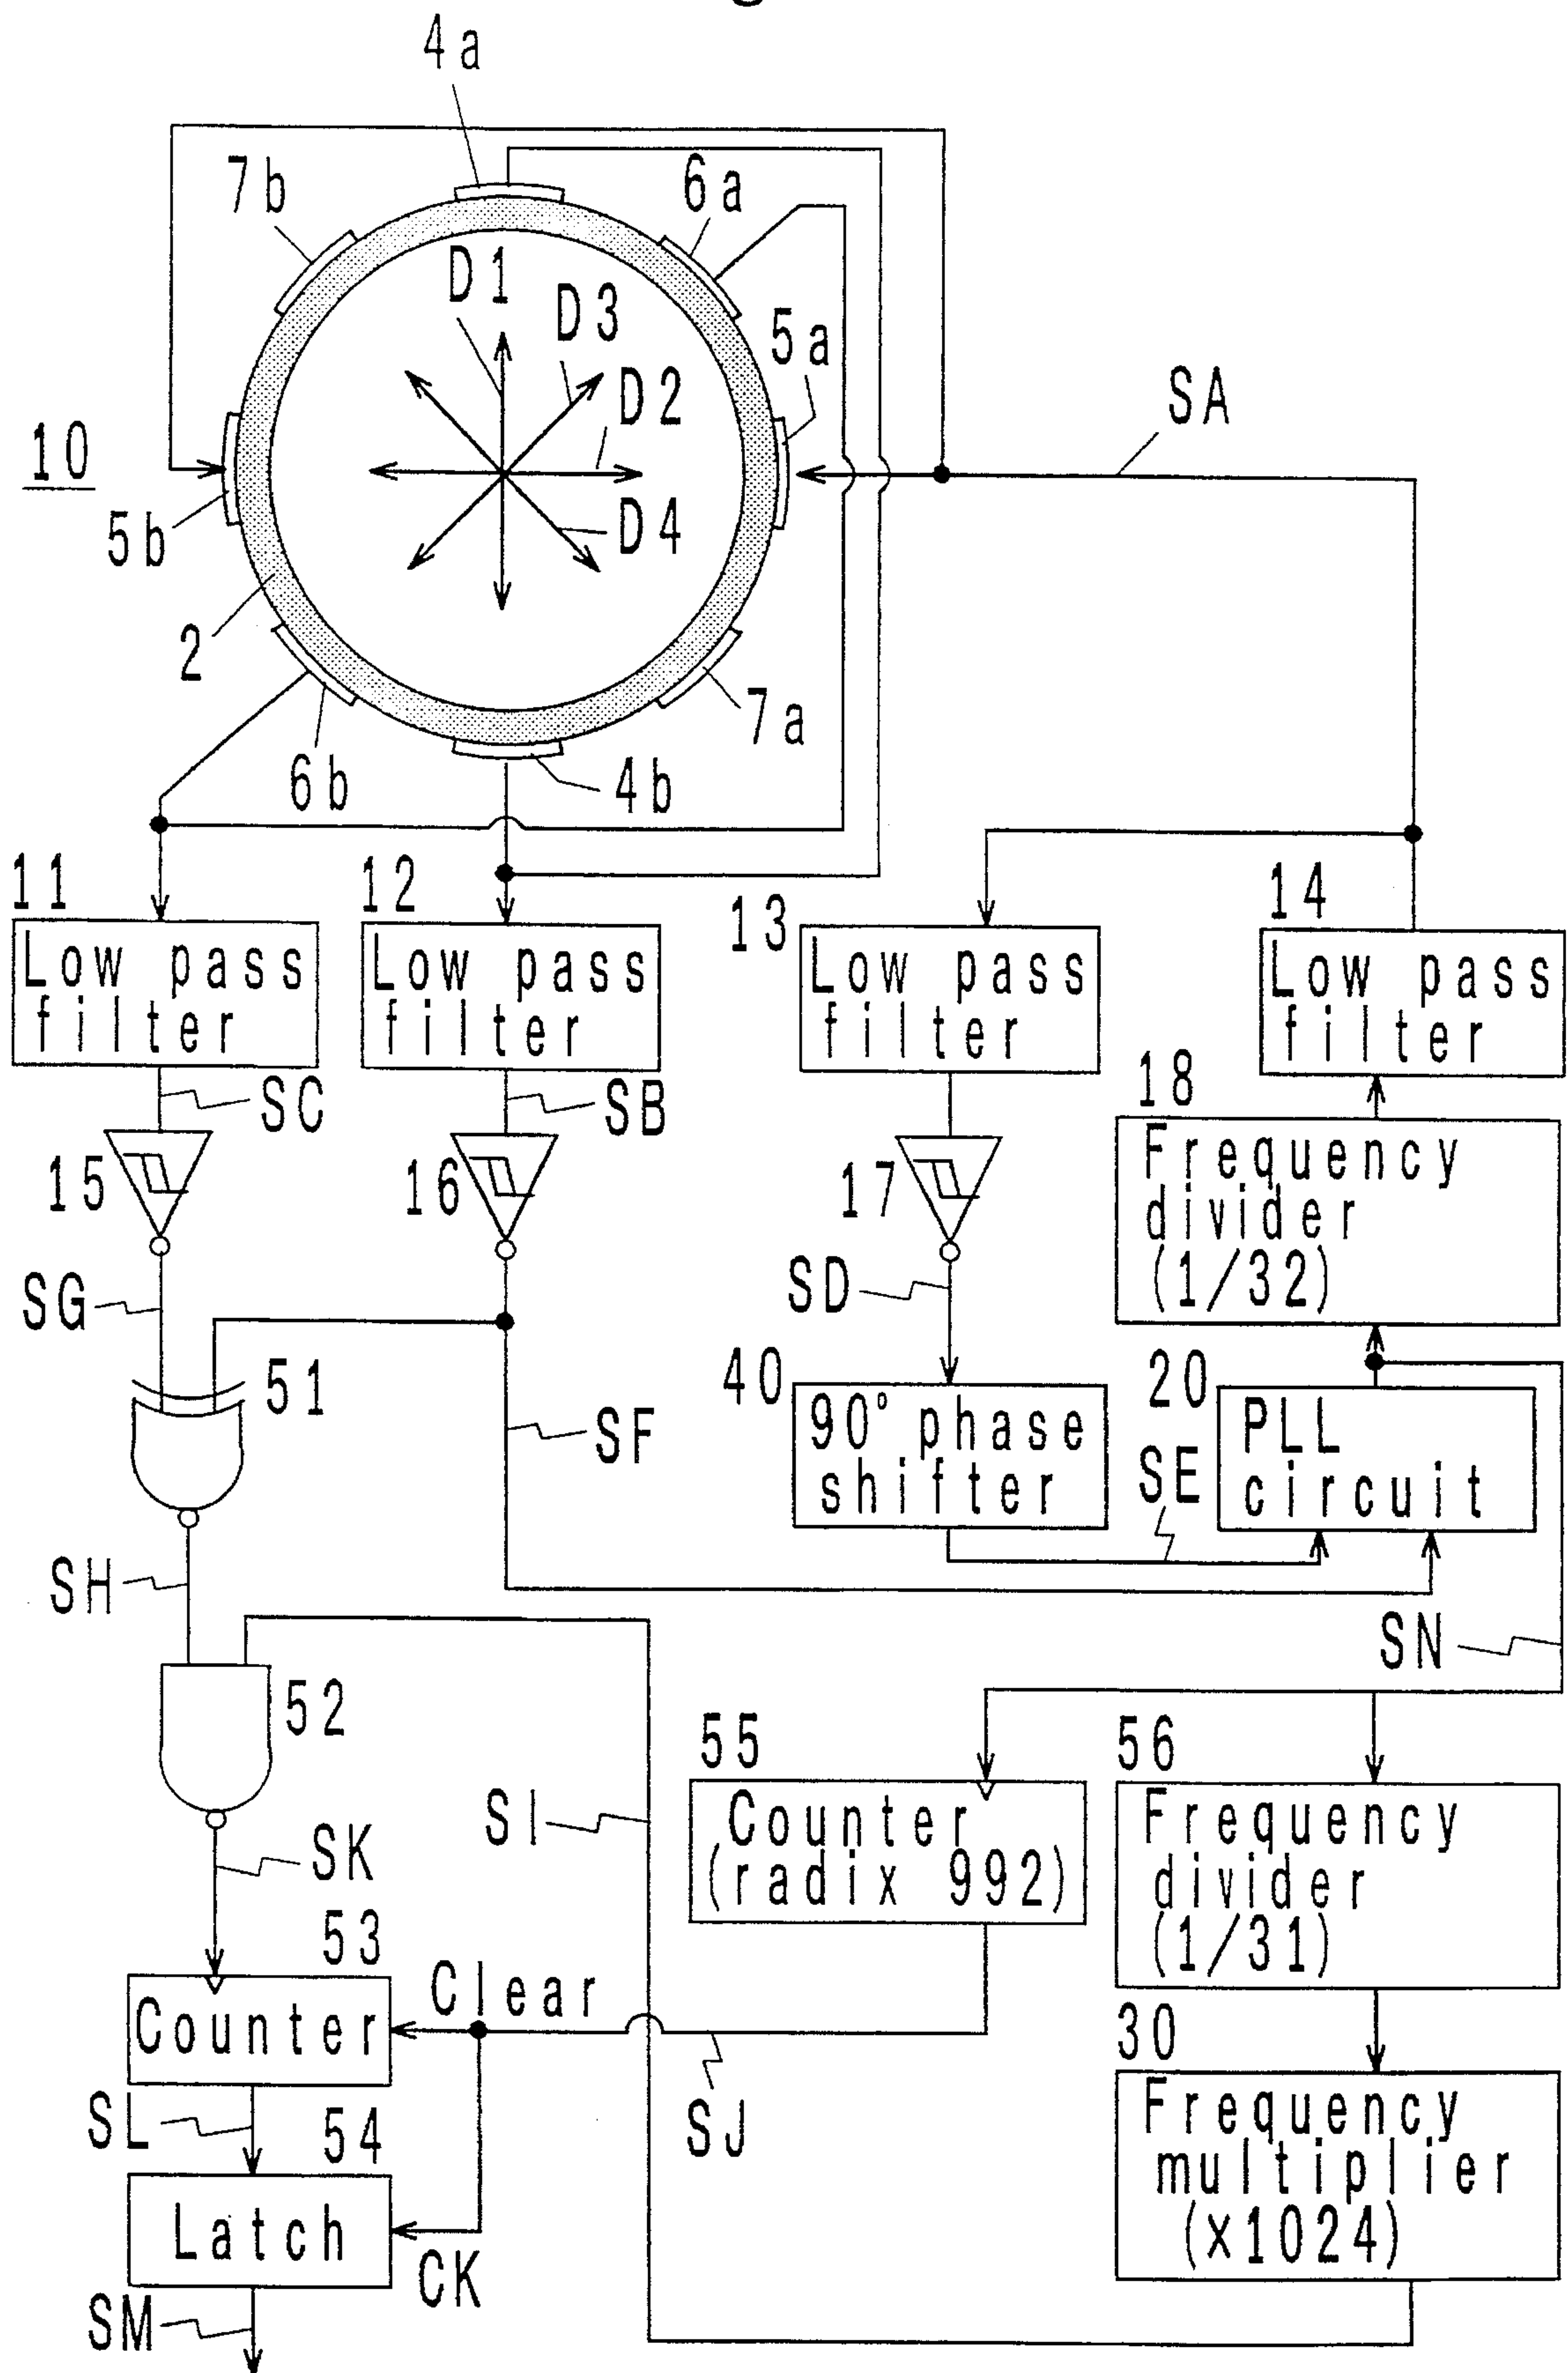 4a
7b
6a
D1
D3
5a
D2
SA
10
D4
5b
2
7a
6b
4b
11
12
13
14
Low pass
filter
Low pass
filter
Low pass
filter
Low pass
filter
SC
SB
18
Frequency
divider
(1/32)
15
16
17
SG
SD
51
40
20
SF
90° phase
shifter
SE
PLL
circuit
SH
SN
52
55
56
SI
Counter
(radix 992)
Frequency
divider
(1/31)
SK
53
Clear
30
Counter
SL
54
SJ
Frequency
multiplier
(x1024)
Latch
CK
SM